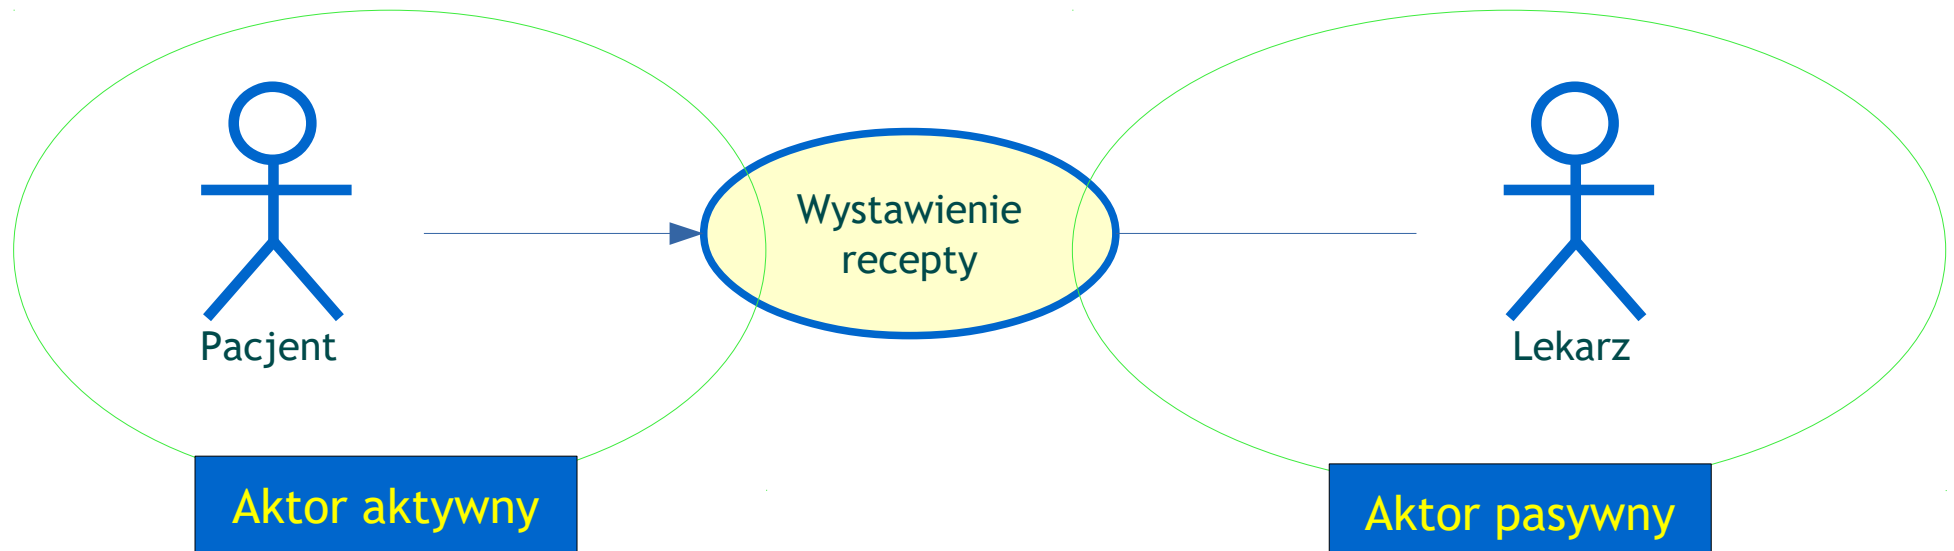 Wystawienie
recepty
Pacjent
Lekarz
Aktor aktywny
Aktor pasywny